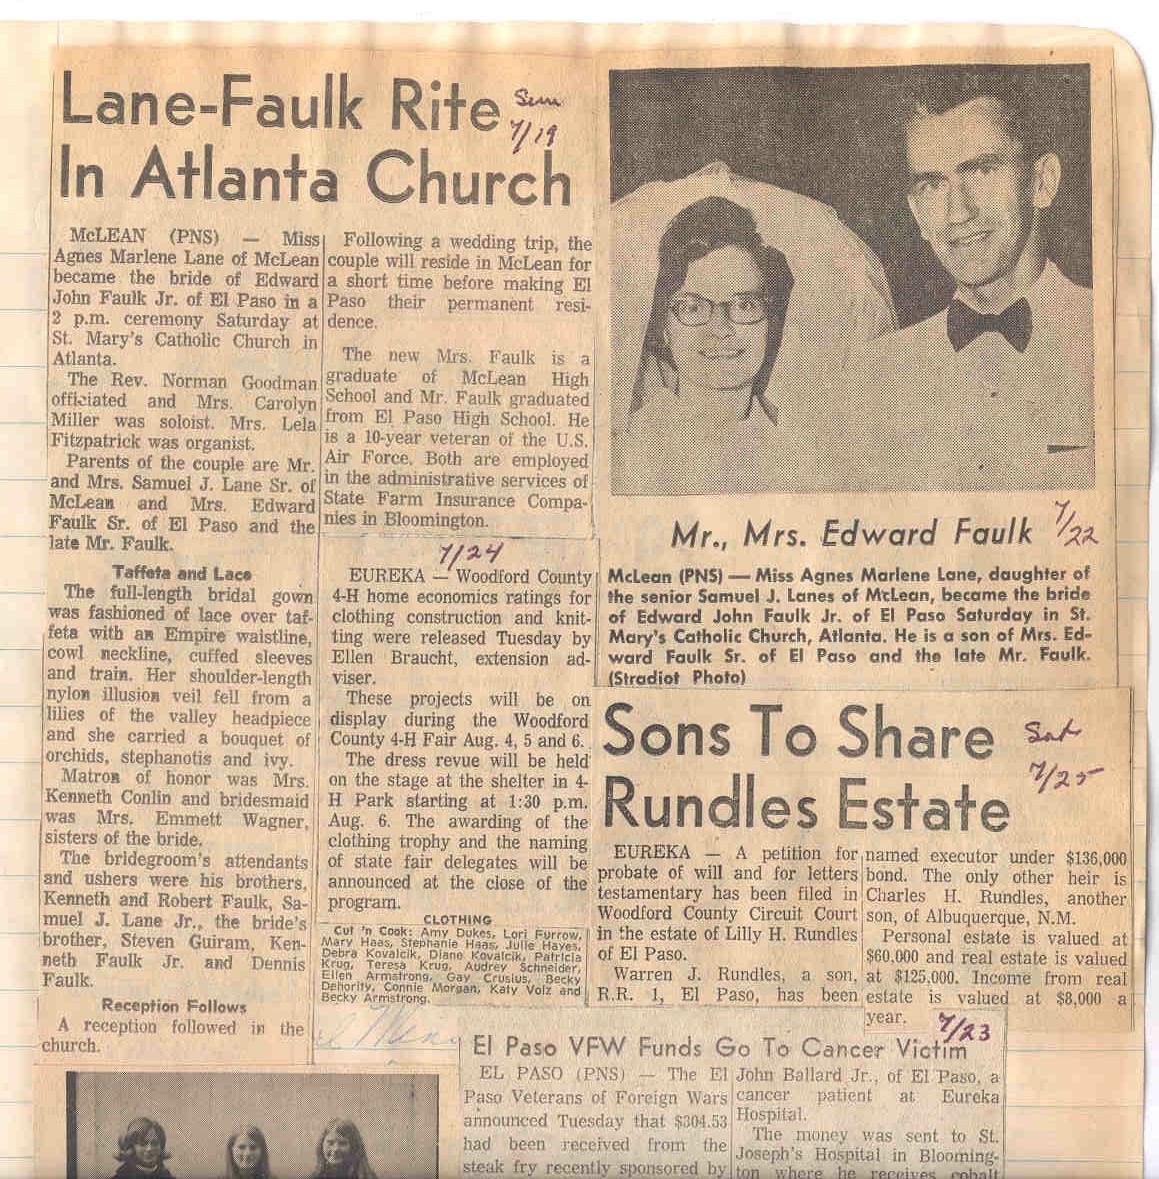 Lane-Faulk Rite
In Atlanta Church
Sun
7/19
McLEAN (PNS) — Miss
Agnes Marlene Lane of McLean
became the bride of Edward
John Faulk Jr. of El Paso in a
2 p.m. ceremony Saturday at
St. Mary's Catholic Church in
Atlanta.
The Rev. Norman Goodman
officiated and Mrs. Carolyn
Miller was soloist. Mrs. Lela
Fitzpatrick was organist.
Parents of the couple are Mr.
and Mrs. Samuel J. Lane Sr. of
McLean and Mrs. Edward
Faulk Sr. of El Paso and the
late Mr. Faulk.
Taffeta and Lace
The full-length bridal gown
was fashioned of lace over taf-
feta with an Empire waistline,
cowl neckline, cuffed sleeves
and train. Her shoulder-length
nylon illusion veil fell from a
lilies of the valley headpiece
and she carried a bouquet of
orchids, stephanotis and ivy.
Matron of honor was Mrs.
Kenneth Conlin and bridesmaid
was Mrs. Emmett Wagner,
sisters of the bride.
The bridegroom's attendants
and ushers were his brothers,
Kenneth and Robert Faulk, Sa-
muel J. Lane Jr., the bride's
brother, Steven Guiram, Ken-
neth Faulk Jr. and Dennis
Faulk.
Reception Follows
A reception followed in the
church.
Following a wedding trip, the
couple will reside in McLean for
a short time before making El
Paso their permanent resi-
dence.
The new Mrs. Faulk is a
graduate of McLean High
School and Mr. Faulk graduated
from El Paso High School. He
is a 10-year veteran of the U.S.
Air Force. Both are employed
in the administrative services of
State Farm Insurance Compa-
nies in Bloomington.
7/24
EUREKA — Woodford County
4-H home economics ratings for
clothing construction and knit-
ting were released Tuesday by
Ellen Braucht, extension ad-
viser.
These projects will be on
display during the Woodford
County 4-H Fair Aug. 4, 5 and 6.
The dress revue will be held
on the stage at the shelter in 4-
H Park starting at 1:30 p.m.
Aug. 6. The awarding of the
clothing trophy and the naming
of state fair delegates will be
announced at the close of the
program.
CLOTHING
Cut 'n Cook: Amy Dukes, Lori Furrow,
Mary Haas, Stephanie Haas, Julie Hayes,
Debra Kovalcik, Diane Kovalcik, Patricia
Krug, Teresa Krug, Audrey Schneider,
Ellen Armstrong, Gay Crusius, Becky
Dehority, Connie Morgan, Katy Volz and
Becky Armstrong.
Mr., Mrs. Edward Faulk
7/22
McLean (PNS) — Miss Agnes Marlene Lane, daughter of
the senior Samuel J. Lanes of McLean, became the bride
of Edward John Faulk Jr. of El Paso Saturday in St.
Mary's Catholic Church, Atlanta. He is a son of Mrs. Ed-
ward Faulk Sr. of El Paso and the late Mr. Faulk.
(Stradiot Photo)
Sons To Share
Rundles Estate
Sat
7/25
EUREKA — A petition for
probate of will and for letters
testamentary has been filed in
Woodford County Circuit Court
in the estate of Lilly H. Rundles
of El Paso.
Warren J. Rundles, a son,
R.R. 1, El Paso, has been
named executor under $136,000
bond. The only other heir is
Charles H. Rundles, another
son, of Albuquerque, N.M.
Personal estate is valued at
$60,000 and real estate is valued
at $125,000. Income from real
estate is valued at $8,000 a
year.
7/23
El Paso VFW Funds Go To Cancer Victim
EL PASO (PNS) — The El
Paso Veterans of Foreign Wars
announced Tuesday that $304.53
had been received from the
steak fry recently sponsored by
John Ballard Jr., of El Paso, a
cancer patient at Eureka
Hospital.
The money was sent to St.
Joseph's Hospital in Blooming-
ton where he receives cobalt